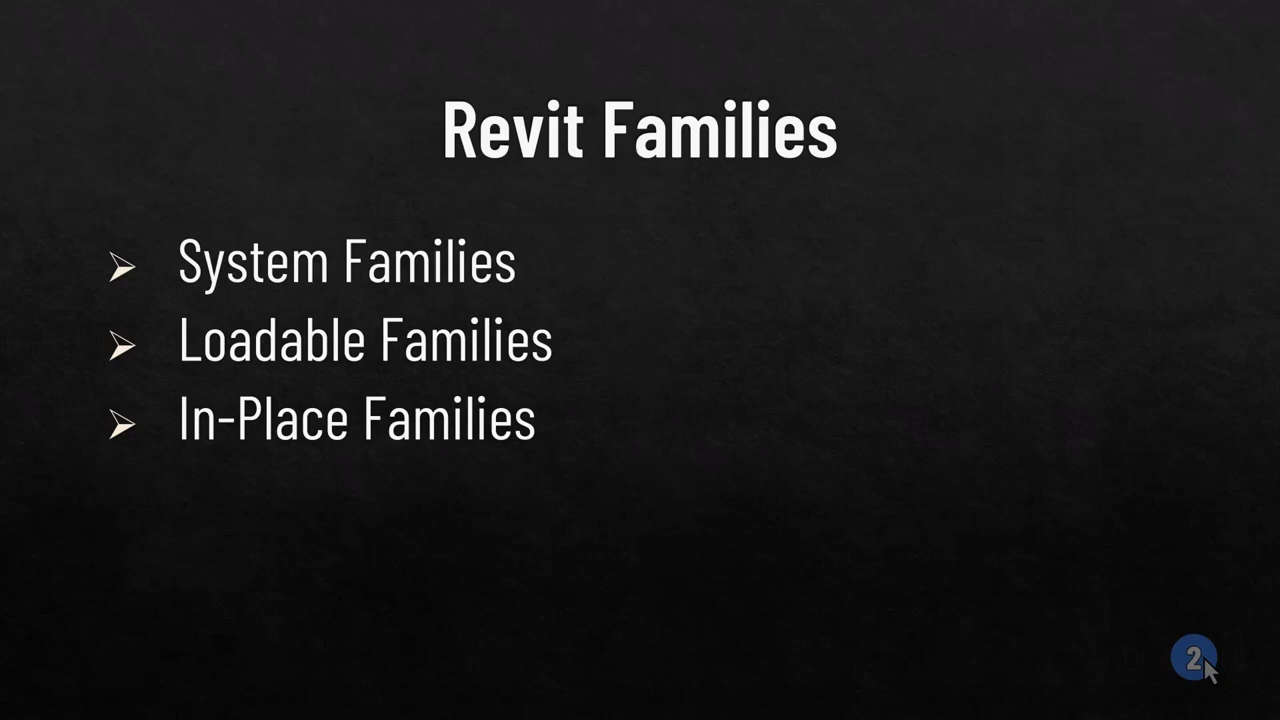 Revit Families
System Families
Loadable Families
In-Place Families
2